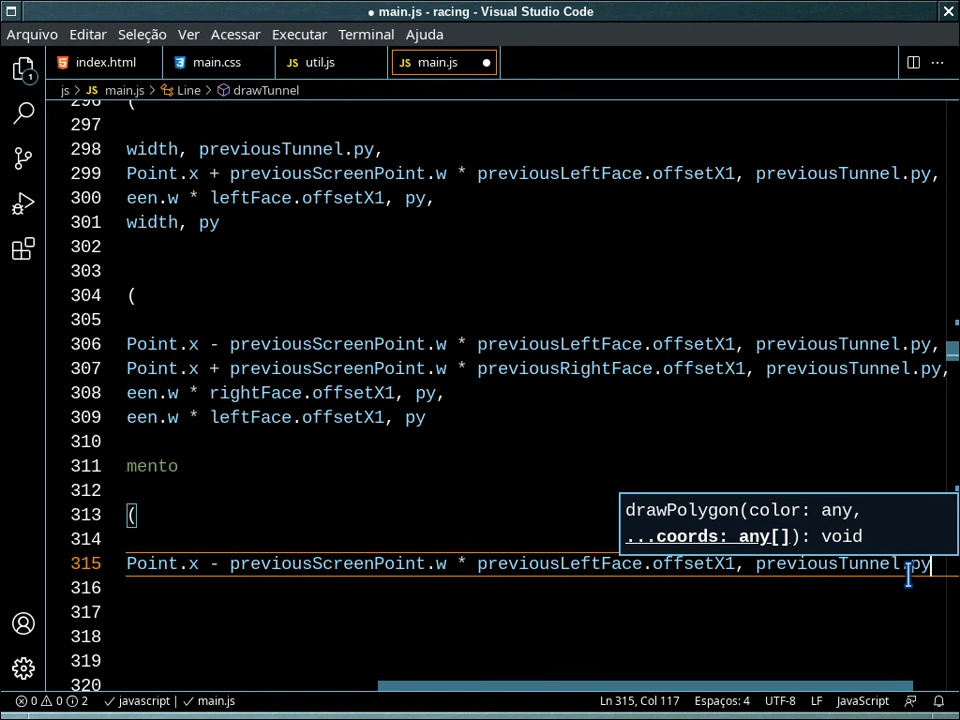 ● main.js - racing - Visual Studio Code
Arquivo Editar Seleção Ver Acessar Executar Terminal Ajuda
index.html main.css JS util.js JS main.js ●
js > JS main.js > Line > drawTunnel
296 (
297
298 width, previousTunnel.py,
299 Point.x + previousScreenPoint.w * previousLeftFace.offsetX1, previousTunnel.py,
300 een.w * leftFace.offsetX1, py,
301 width, py
302
303
304 (
305
306 Point.x - previousScreenPoint.w * previousLeftFace.offsetX1, previousTunnel.py,
307 Point.x + previousScreenPoint.w * previousRightFace.offsetX1, previousTunnel.py,
308 een.w * rightFace.offsetX1, py,
309 een.w * leftFace.offsetX1, py
310
311 mento
312
313 (
drawPolygon(color: any,
...coords: any[]): void
314
315 Point.x - previousScreenPoint.w * previousLeftFace.offsetX1, previousTunnel.py
316
317
318
319
320
1
0 0 2 javascript | main.js Ln 315, Col 117 Espaços: 4 UTF-8 LF JavaScript